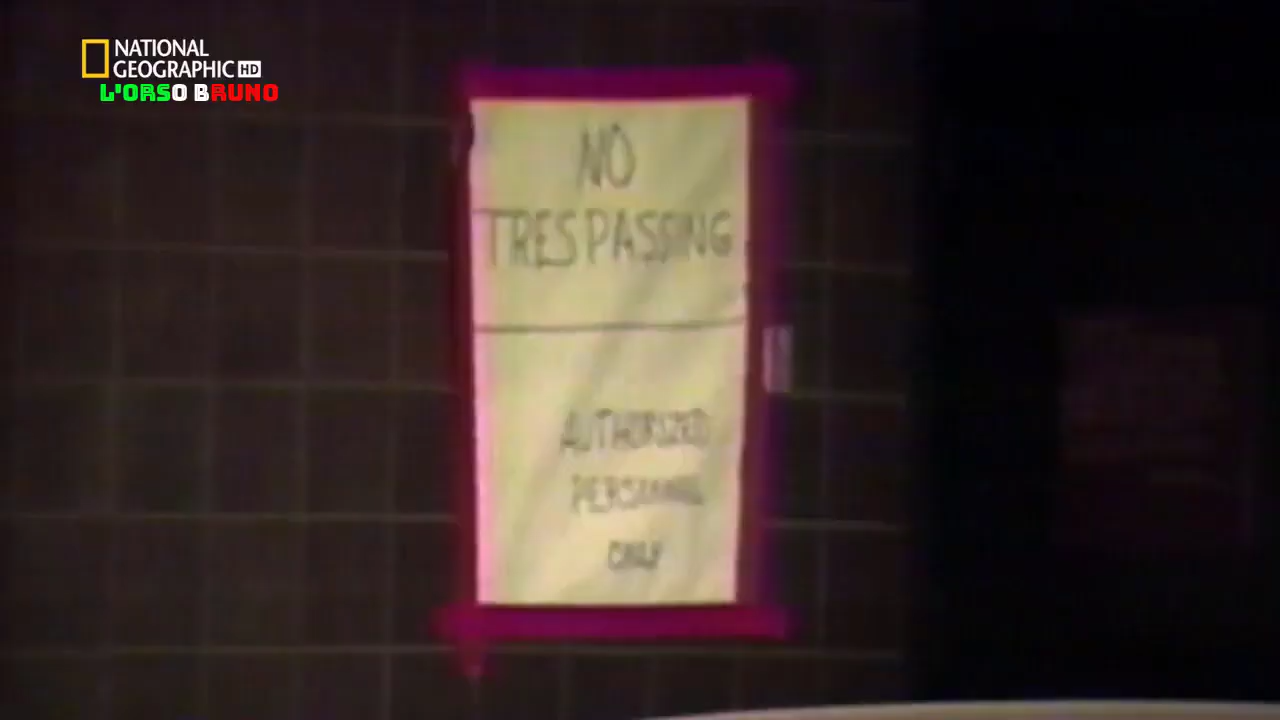 NATIONAL
GEOGRAPHIC HD
L'ORSO BRUNO
NO
TRESPASSING
AUTHORIZED
PERSONNEL
ONLY